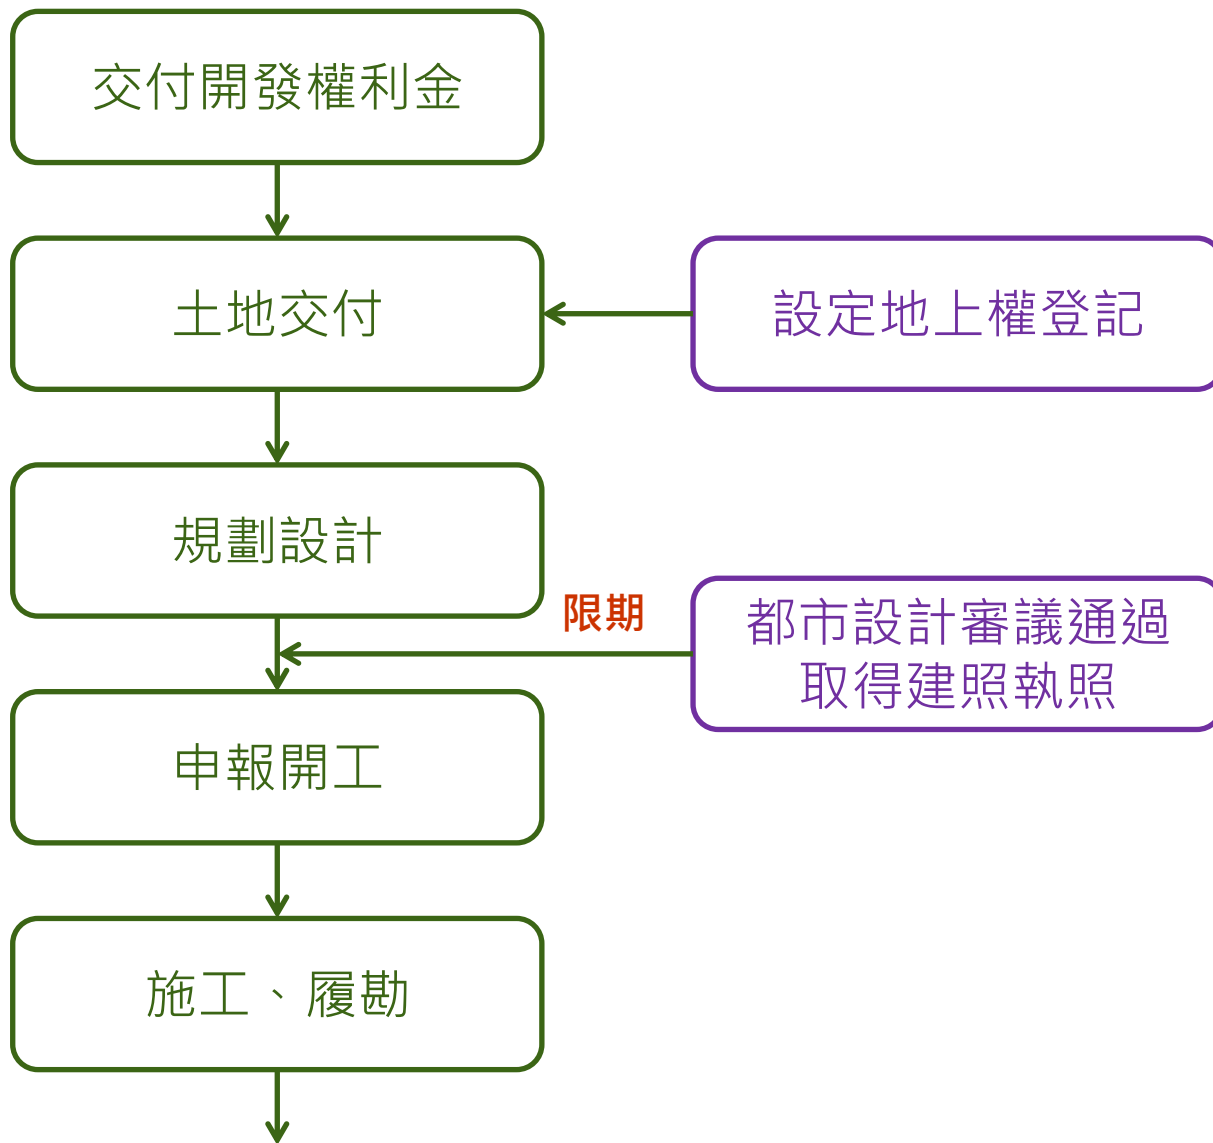 交付開發權利金
土地交付
設定地上權登記
規劃設計
限期
都市設計審議通過
取得建照執照
申報開工
施工、履勘